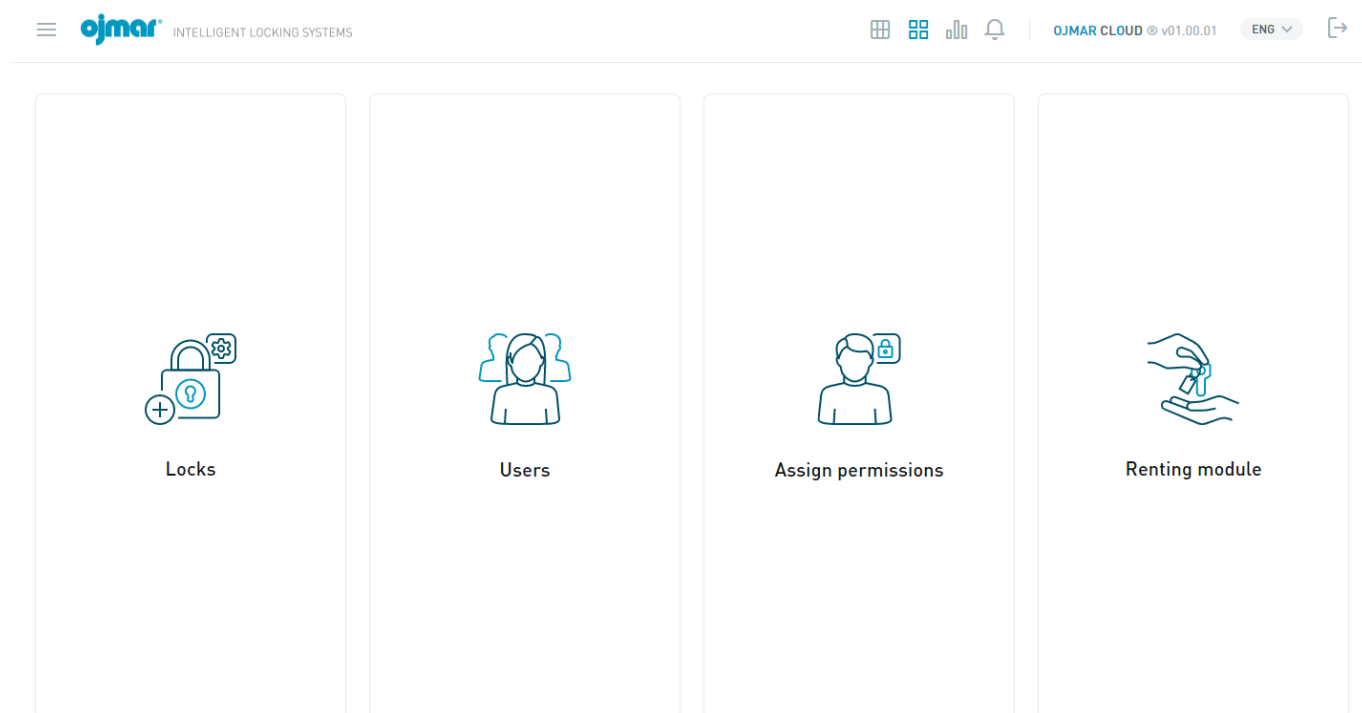 ojmar® INTELLIGENT LOCKING SYSTEMS
OJMAR CLOUD ® v01.00.01
ENG
Locks
Users
Assign permissions
Renting module